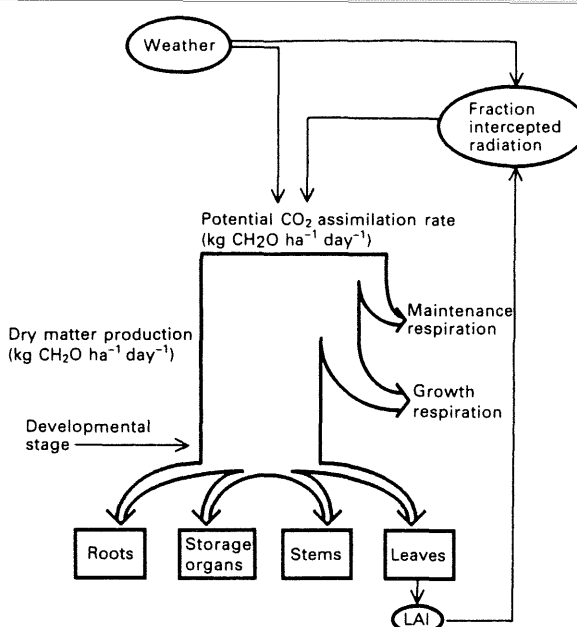 Weather
Fraction
intercepted
radiation
Potential CO₂ assimilation rate
(kg CH2O ha⁻¹ day⁻¹)
Maintenance
respiration
Dry matter production
(kg CH2O ha⁻¹ day⁻¹)
Growth
respiration
Developmental
stage
Roots
Storage
organs
Stems
Leaves
LAI